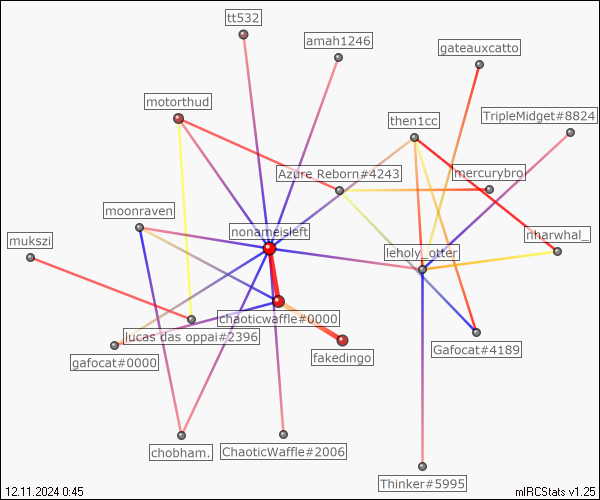 tt532
amah1246
gateauxcatto
motorthud
then1cc
TripleMidget#8824
Azure Reborn#4243
mercurybro
moonraven
nonameisleft
mukszi
leholy_otter
nharwhal_
chaoticwaffle#0000
lucas das oppai#2396
gafocat#0000
fakedingo
Gafocat#4189
chobham.
ChaoticWaffle#2006
Thinker#5995
12.11.2024 0:45
mIRCStats v1.25